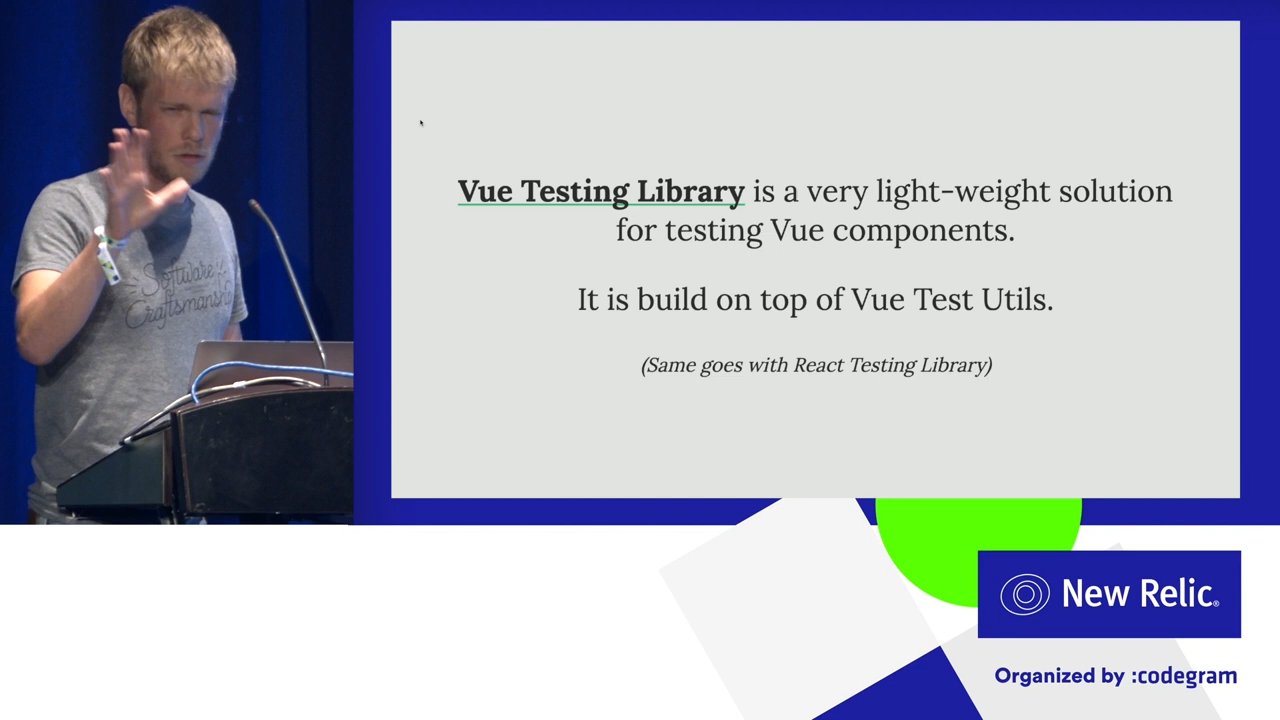 Vue Testing Library is a very light-weight solution
for testing Vue components.
It is build on top of Vue Test Utils.
(Same goes with React Testing Library)
Software
New Relic®
Organized by :codegram